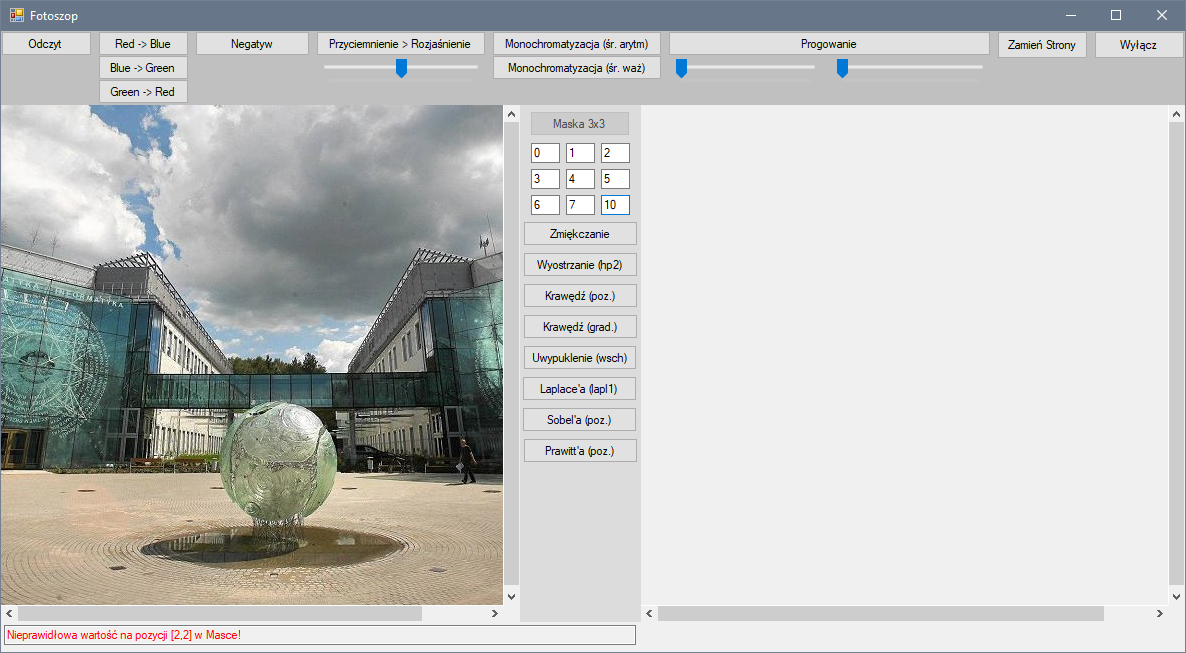 Fotoszop
Odczyt
Red -> Blue
Negatyw
Przyciemnienie > Rozjaśnienie
Monochromatyzacja (śr. arytm)
Progowanie
Zamień Strony
Wyłącz
Blue -> Green
Monochromatyzacja (śr. waż)
Green -> Red
Maska 3x3
0 1 2
3 4 5
6 7 10
Zmiękczanie
Wyostrzanie (hp2)
Krawędź (poz.)
Krawędź (grad.)
Uwypuklenie (wsch)
Laplace'a (lapl1)
Sobel'a (poz.)
Prawitt'a (poz.)
INFORMATYKA
Nieprawidłowa wartość na pozycji [2,2] w Masce!